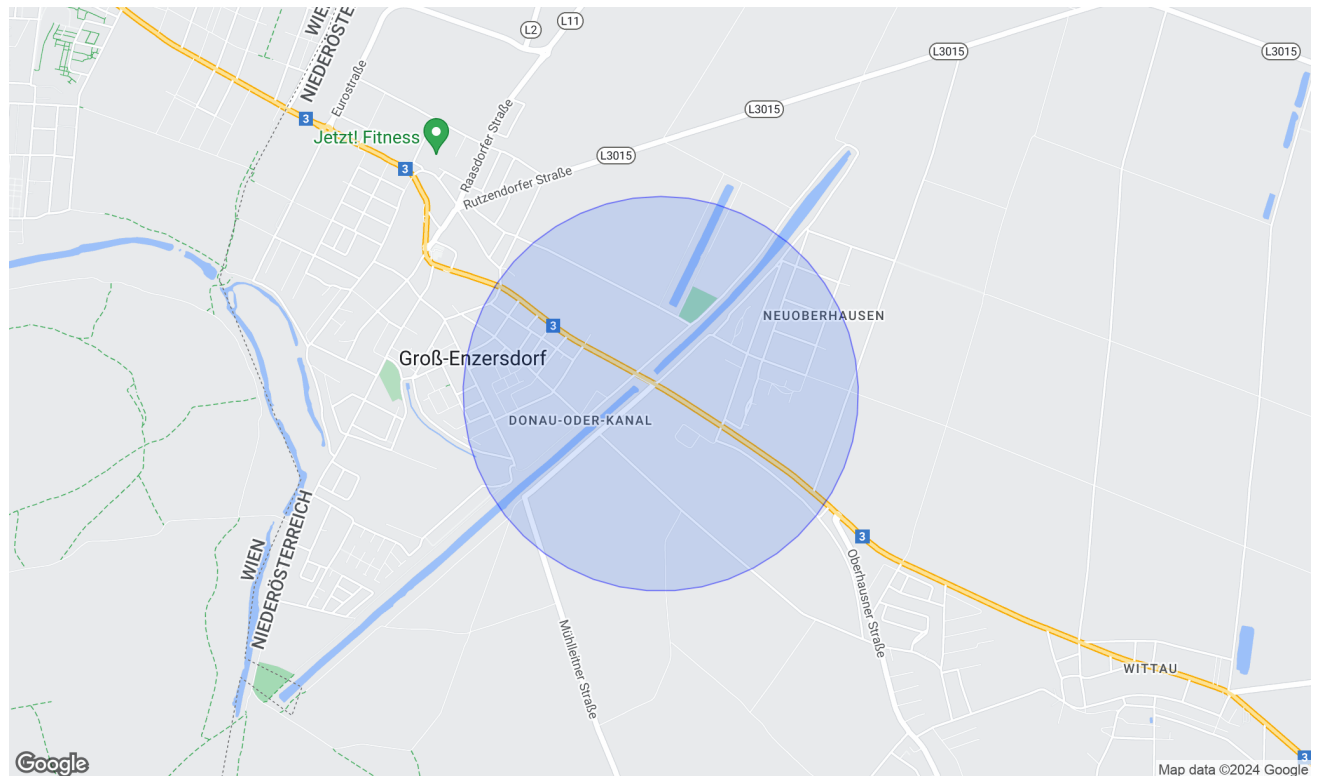 WIEN
NIEDERÖSTE
L2
L11
L3015
L3015
Eurostraße
3
Jetzt! Fitness
Raasdorfer Straße
L3015
3
L3015
Rutzendorfer Straße
3
NEUOBERHAUSEN
Groß-Enzersdorf
DONAU-ODER-KANAL
WIEN
NIEDERÖSTERREICH
3
Oberhausner Straße
Mühlleitner Straße
WITTAU
3
Google
Map data ©2024 Google